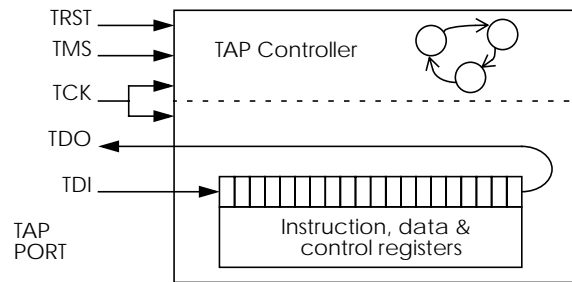 TRST
TMS
TAP Controller
TCK
TDO
TDI
Instruction, data &
control registers
TAP
PORT